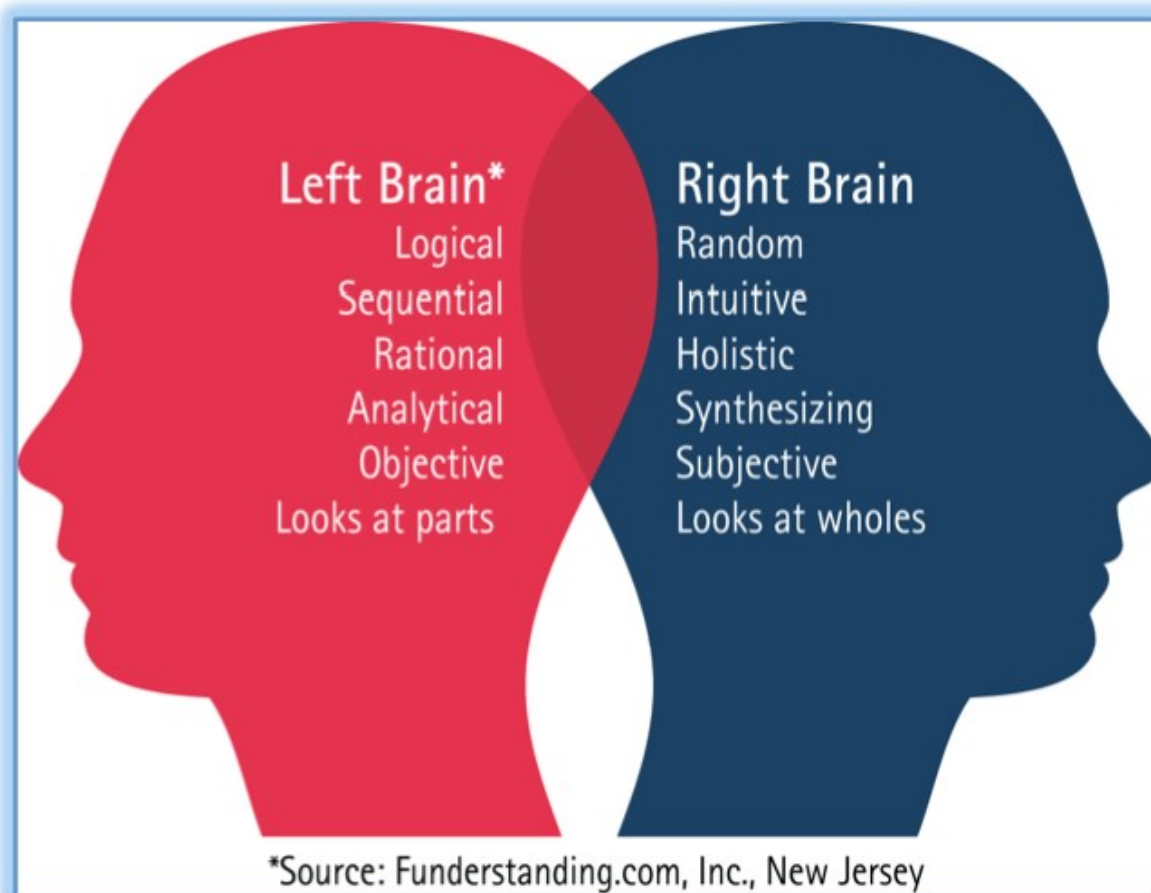 Left Brain*
Logical
Sequential
Rational
Analytical
Objective
Looks at parts
Right Brain
Random
Intuitive
Holistic
Synthesizing
Subjective
Looks at wholes
*Source: Funderstanding.com, Inc., New Jersey